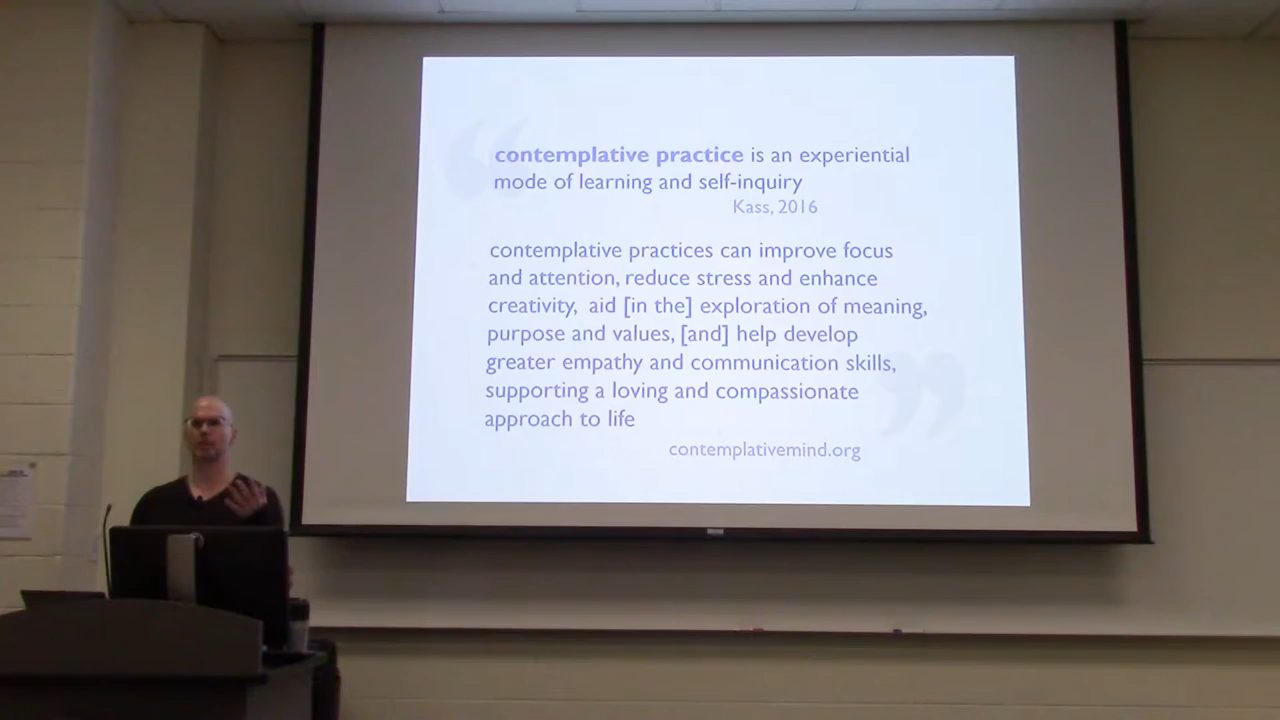 contemplative practice is an experiential
mode of learning and self-inquiry
Kass, 2016
contemplative practices can improve focus
and attention, reduce stress and enhance
creativity, aid [in the] exploration of meaning,
purpose and values, [and] help develop
greater empathy and communication skills,
supporting a loving and compassionate
approach to life
contemplativemind.org